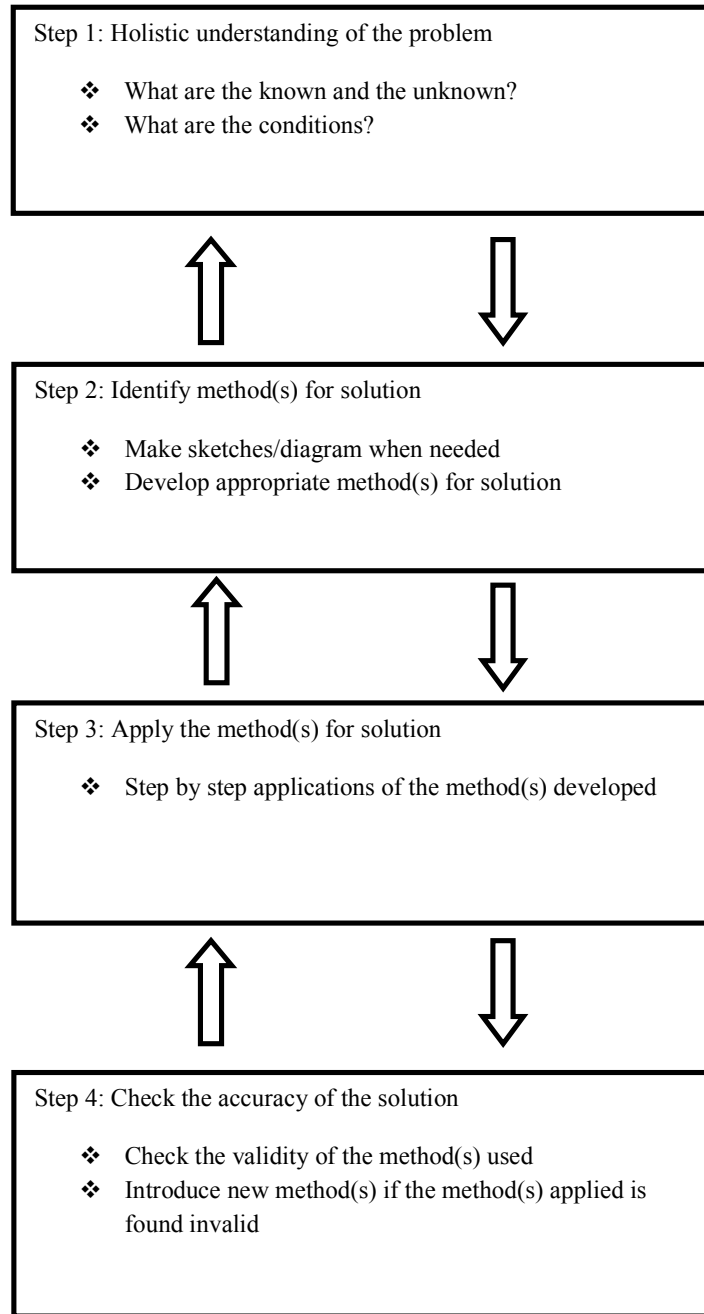 Step 1: Holistic understanding of the problem
❖ What are the known and the unknown?
❖ What are the conditions?
Step 2: Identify method(s) for solution
❖ Make sketches/diagram when needed
❖ Develop appropriate method(s) for solution
Step 3: Apply the method(s) for solution
❖ Step by step applications of the method(s) developed
Step 4: Check the accuracy of the solution
❖ Check the validity of the method(s) used
❖ Introduce new method(s) if the method(s) applied is
found invalid